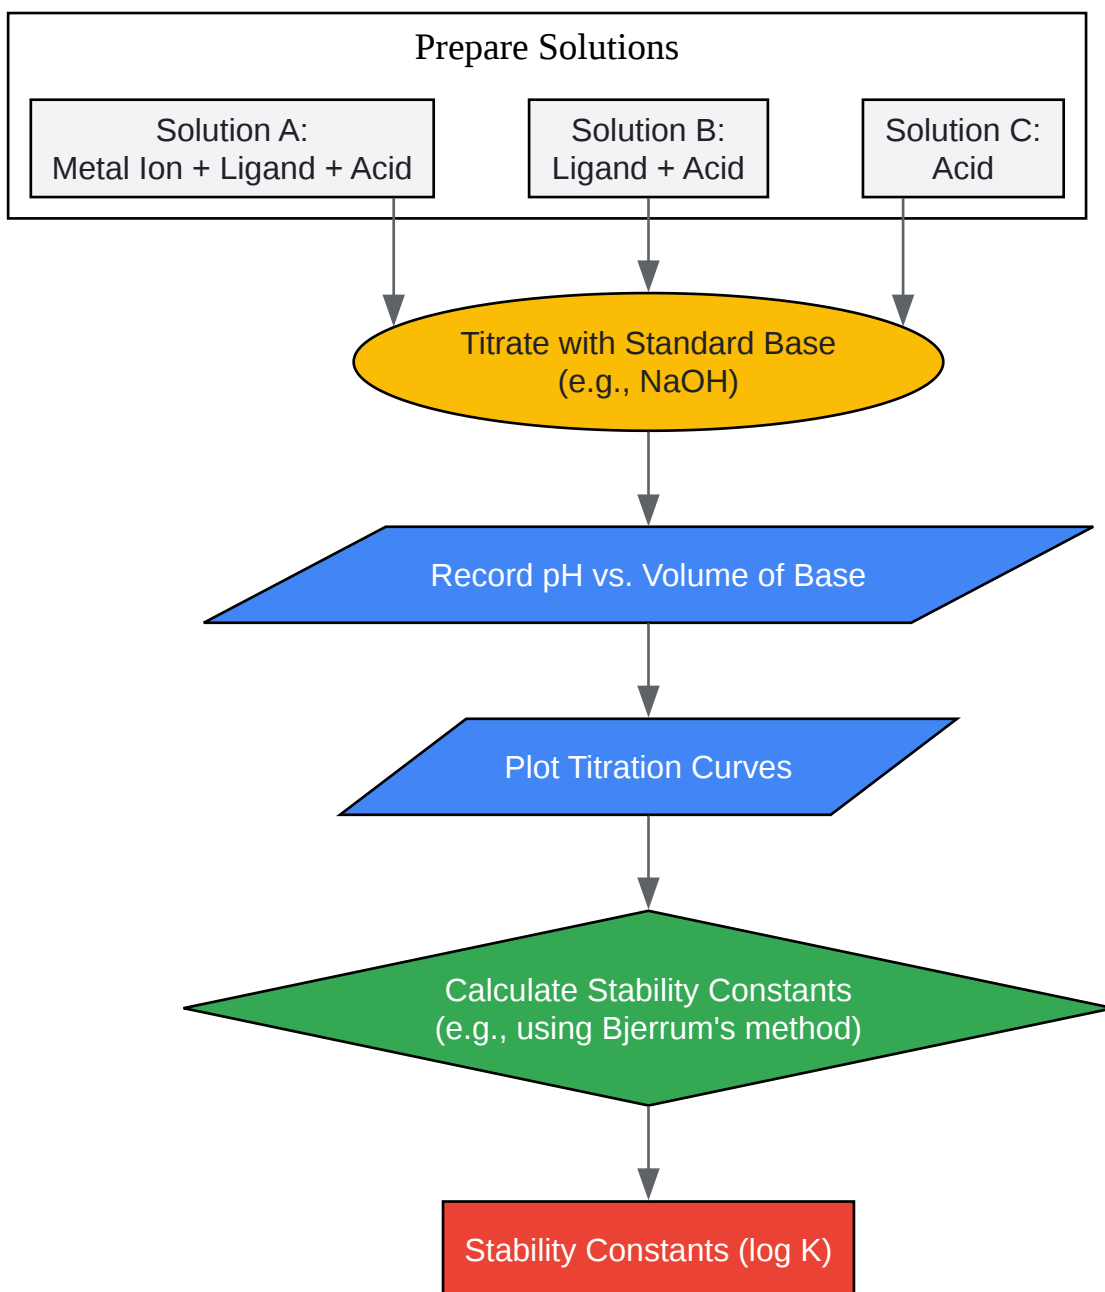 Prepare Solutions
Solution A:
Metal Ion + Ligand + Acid
Solution B:
Ligand + Acid
Solution C:
Acid
Titrate with Standard Base
(e.g., NaOH)
Record pH vs. Volume of Base
Plot Titration Curves
Calculate Stability Constants
(e.g., using Bjerrum's method)
Stability Constants (log K)